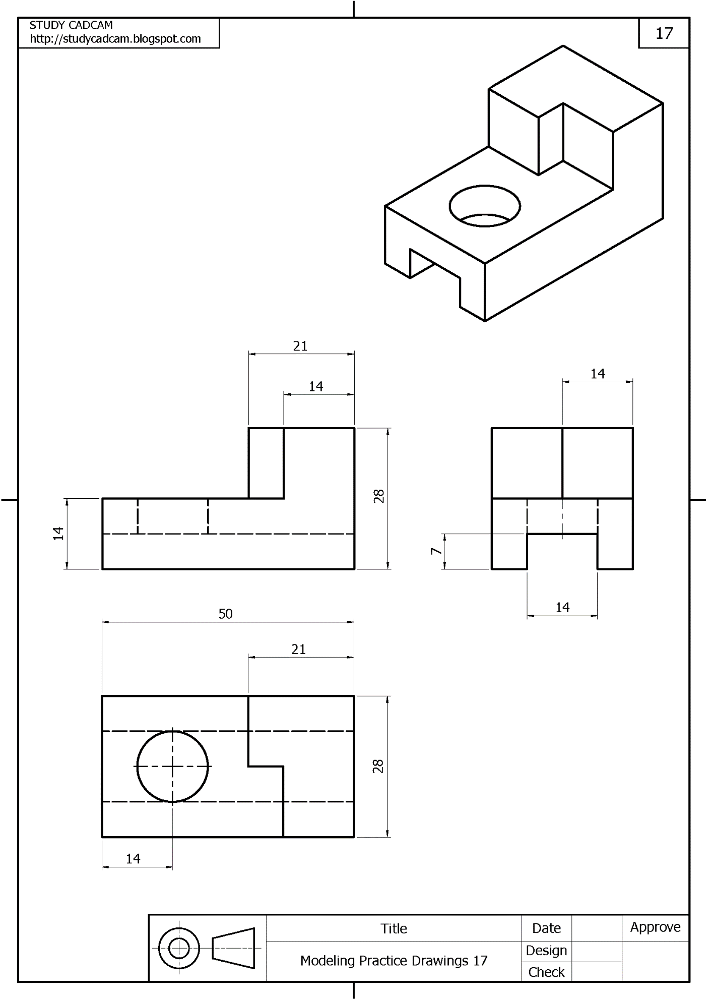 STUDY CADCAM
http://studycadcam.blogspot.com
17
21
14
14
28
14
7
14
50
21
28
14
Title
Date
Approve
Modeling Practice Drawings 17
Design
Check